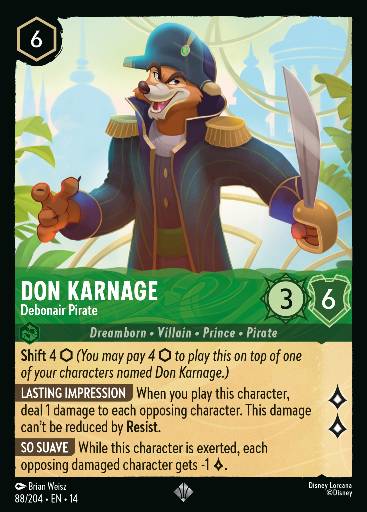 6
DON KARNAGE
Debonair Pirate
3
6
Dreamborn • Villain • Prince • Pirate
Shift 4 ⬡ (You may pay 4 ⬡ to play this on top of one
of your characters named Don Karnage.)
LASTING IMPRESSION When you play this character,
deal 1 damage to each opposing character. This damage
can't be reduced by Resist.
SO SUAVE While this character is exerted, each
opposing damaged character gets -1 ⟡.
Brian Weisz
88/204 • EN • 14
Disney Lorcana
©Disney